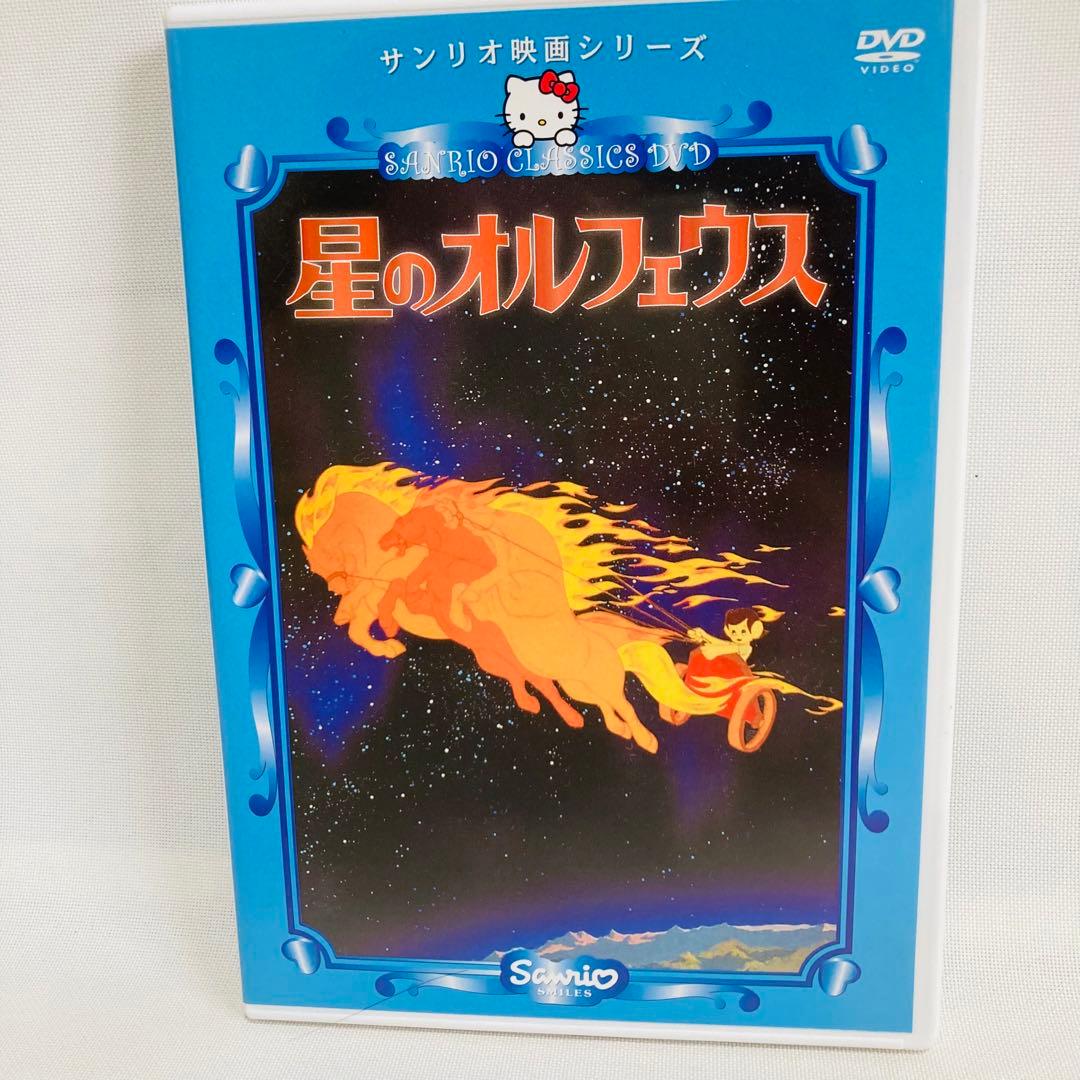 サンリオ映画シリーズ
DVD
VIDEO
SANRIO CLASSICS DVD
星のオルフェウス
Sanrio
SMILES